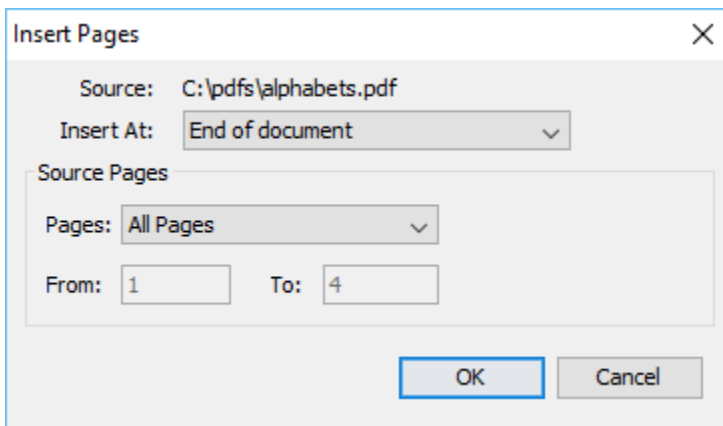 Insert Pages
Source: C:\pdfs\alphabets.pdf
Insert At: End of document
Source Pages
Pages: All Pages
From: 1 To: 4
OK Cancel